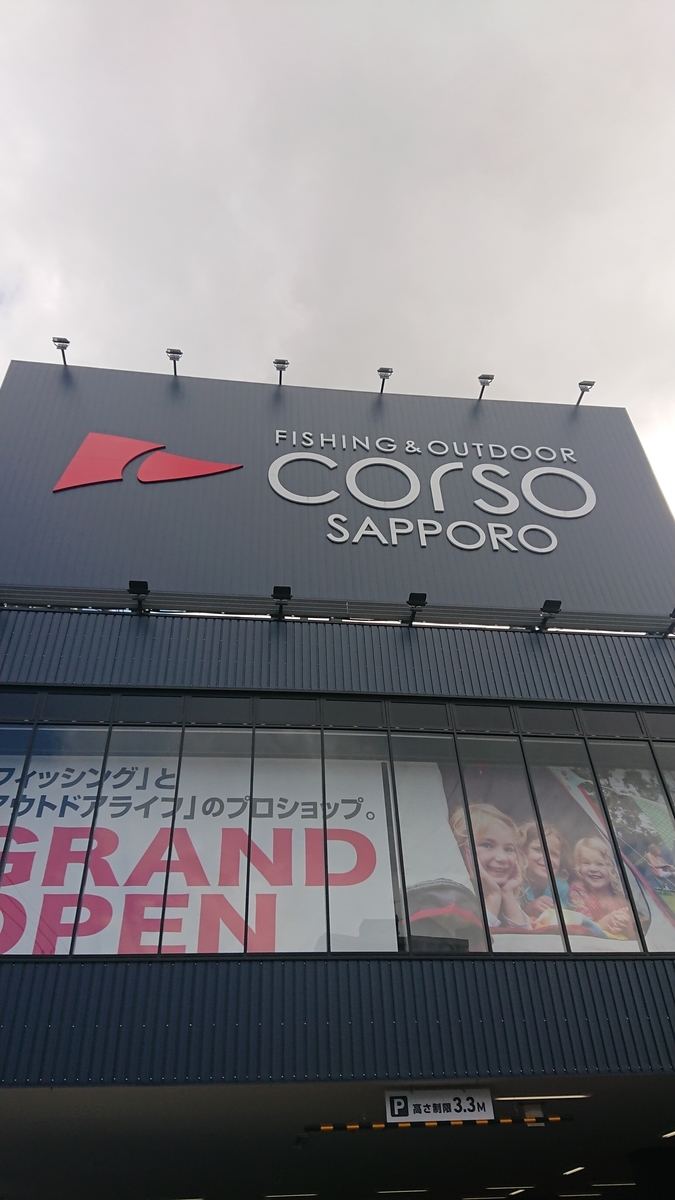 FISHING & OUTDOOR
corso
SAPPORO
フィッシング」と
アウトドアライフ」のプロショップ。
GRAND
OPEN
P 高さ制限 3.3M